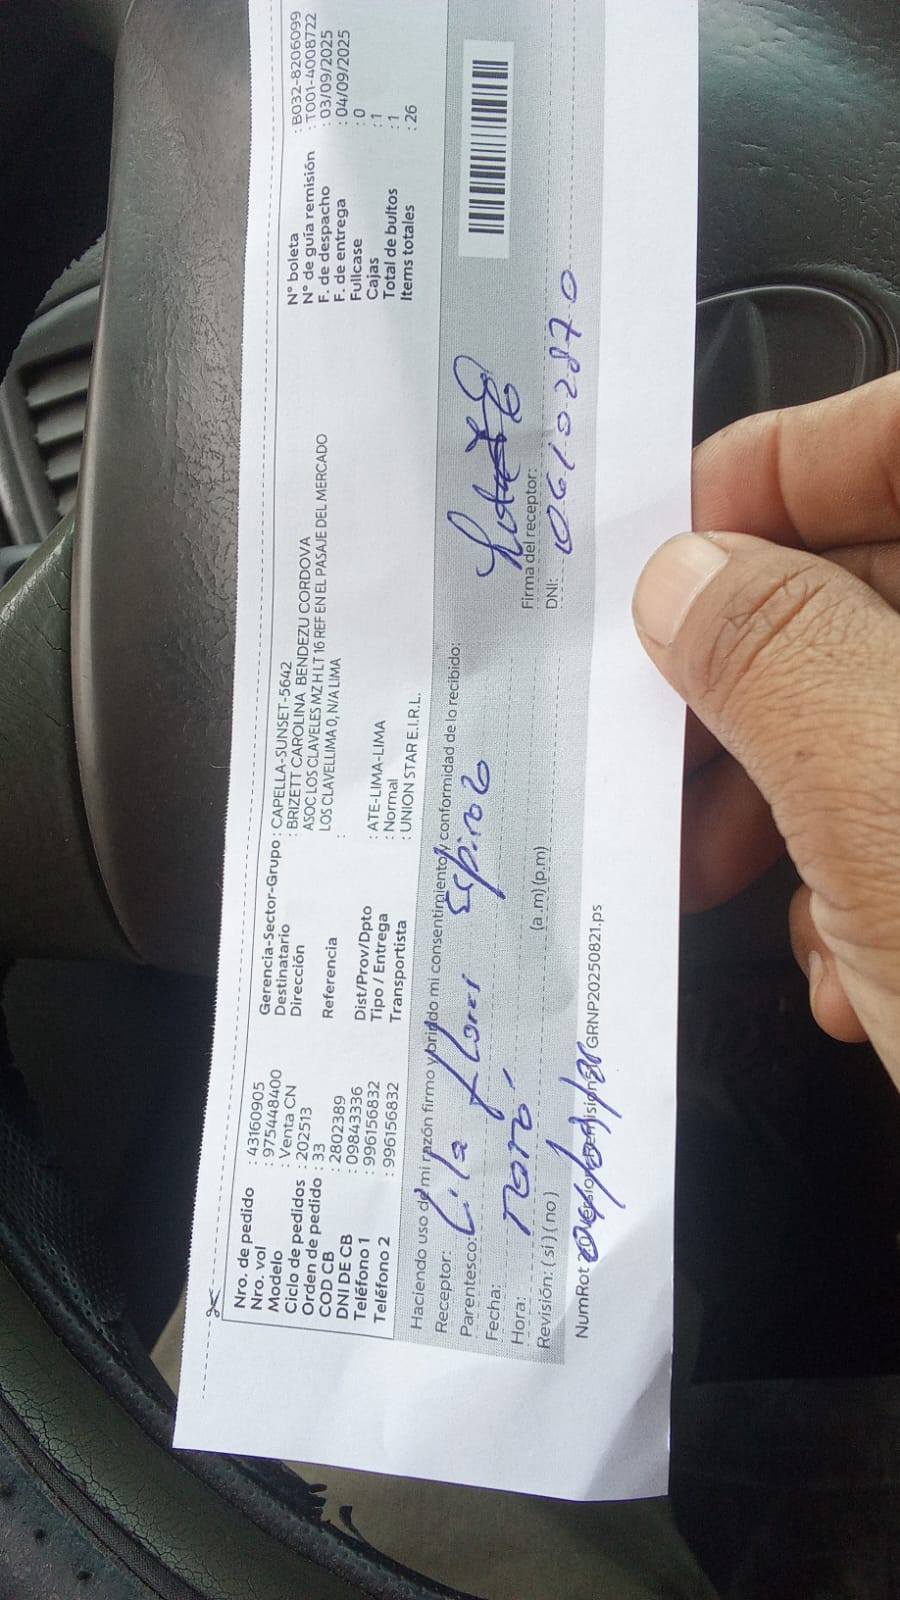 Nro. de pedido : 43160905
Nro. vol : 975448400
Modelo : Venta CN
Ciclo de pedidos : 202513
Orden de pedido : 33
COD CB : 2802389
DNI DE CB : 09843336
Teléfono 1 : 996156832
Teléfono 2 : 996156832
Gerencia-Sector-Grupo : CAPELLA-SUNSET-5642
Destinatario : BRIZETT CAROLINA BENDEZU CORDOVA
Dirección : ASOC LOS CLAVELES MZ H LT 16 REF EN EL PASAJE DEL MERCADO
LOS CLAVELLIMA 0, N/A LIMA
Referencia :
Dist/Prov/Dpto : ATE-LIMA-LIMA
Tipo / Entrega : Normal
Transportista : UNION STAR E.I.R.L.
N° boleta : B032-8206099
N° de guía remisión : T001-4008722
F. de despacho : 03/09/2025
F. de entrega : 04/09/2025
Fullcase : 0
Cajas : 1
Total de bultos : 1
Items totales : 26
Haciendo uso de mi razón firmo y brindo mi consentimiento y conformidad de lo recibido:
Receptor: Lila flores
Parentesco:
Fecha:
Hora: (a.m) (p.m)
Revisión: ( si ) ( no )
Firma del receptor:
DNI: 06102870
NumRot GRNP20250821.ps